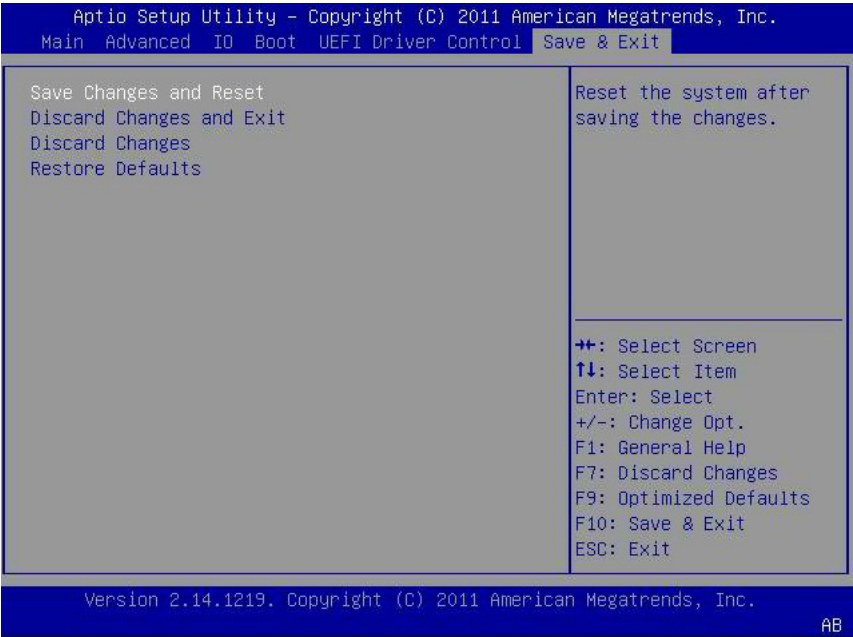 Aptio Setup Utility – Copyright (C) 2011 American Megatrends, Inc.
Main Advanced IO Boot UEFI Driver Control Save & Exit
Save Changes and Reset
Discard Changes and Exit
Discard Changes
Restore Defaults
Reset the system after
saving the changes.
→←: Select Screen
↑↓: Select Item
Enter: Select
+/-: Change Opt.
F1: General Help
F7: Discard Changes
F9: Optimized Defaults
F10: Save & Exit
ESC: Exit
Version 2.14.1219. Copyright (C) 2011 American Megatrends, Inc.
AB